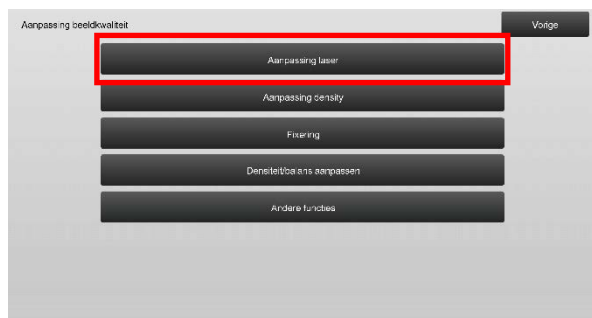 Aanpassing beeldkwaliteit
Vorige
Aanpassing laser
Aanpassing density
Fixering
Densiteit/balans aanpassen
Andere functies